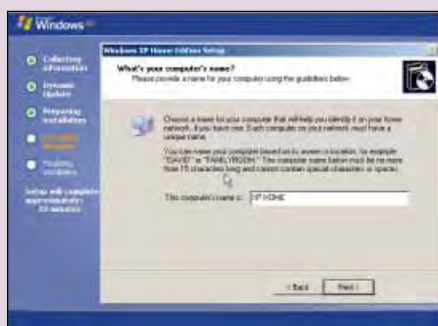 Windows XP
Collecting information
Dynamic Update
Preparing installation
Setup will complete in approximately:
33 minutes
Windows XP Home Edition Setup
What's your computer's name?
Please provide a name for your computer using the guidelines below.
Choose a name for your computer that will help you identify it on your home
network, if you have one. Each computer on your network must have a
unique name.
You can name your computer based on its owner or location, for example
"DAVID" or "FAMILYROOM." The computer name below must be no more
than 15 characters long and cannot contain special characters or spaces.
This computer's name is: XP HOME
< Back
Next >